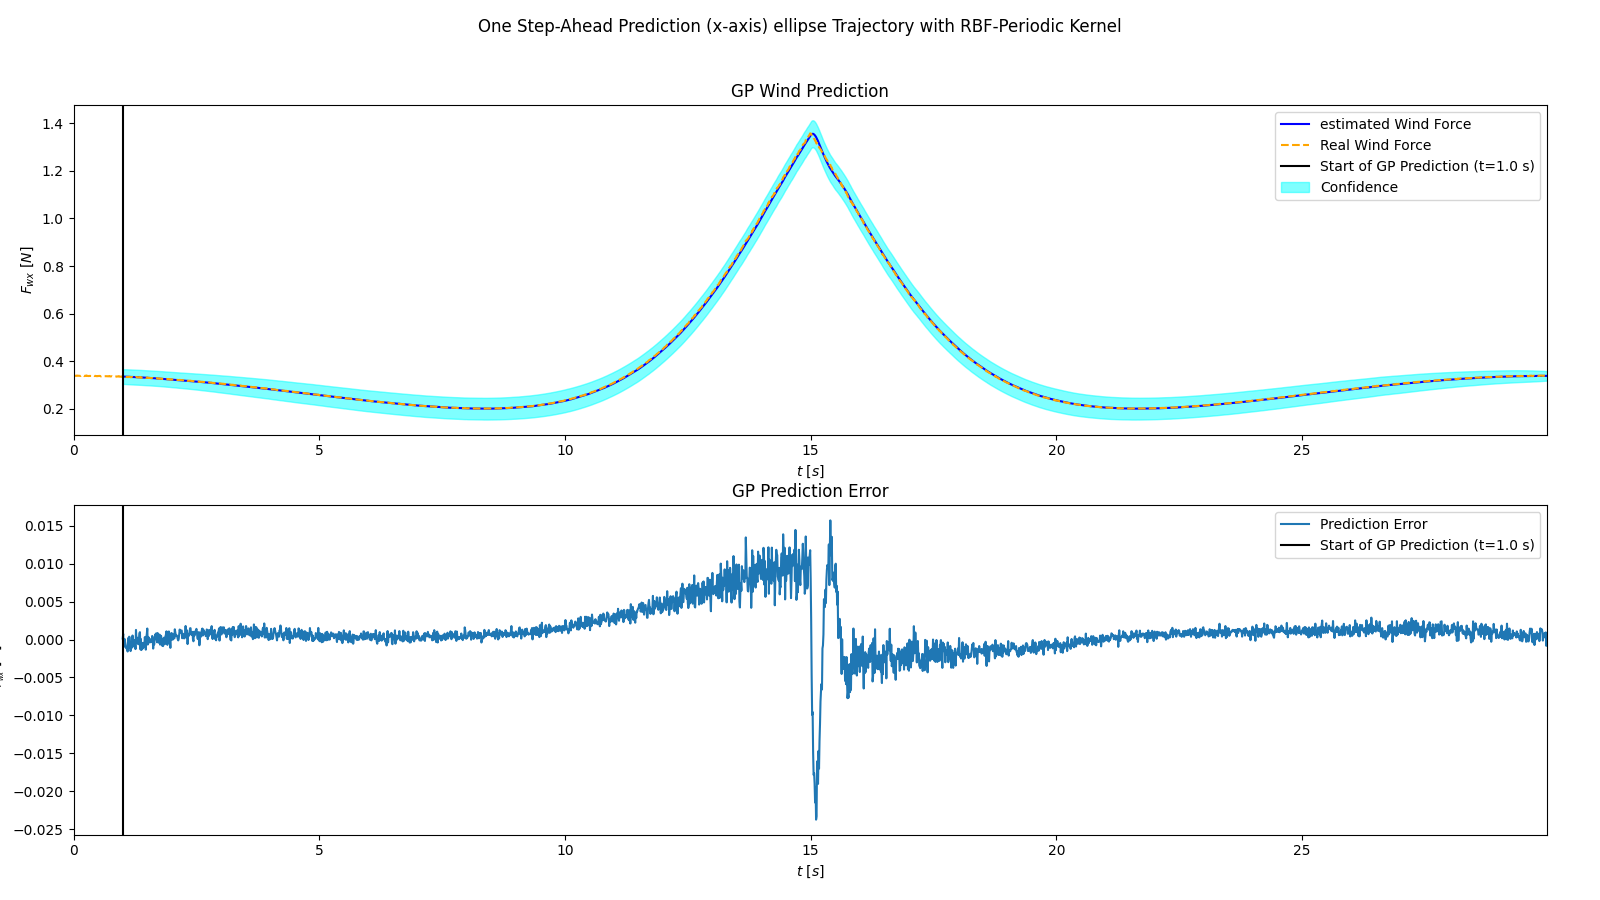 One Step-Ahead Prediction (x-axis) ellipse Trajectory with RBF-Periodic Kernel
GP Wind Prediction
1.4
1.2
1.0
0.8
0.6
0.4
0.2
F_wx [N]
estimated Wind Force
Real Wind Force
Start of GP Prediction (t=1.0 s)
Confidence
0 5 10 15 20 25
t [s]
GP Prediction Error
0.015
0.010
0.005
0.000
−0.005
−0.010
−0.015
−0.020
−0.025
Prediction Error
Start of GP Prediction (t=1.0 s)
0 5 10 15 20 25
t [s]